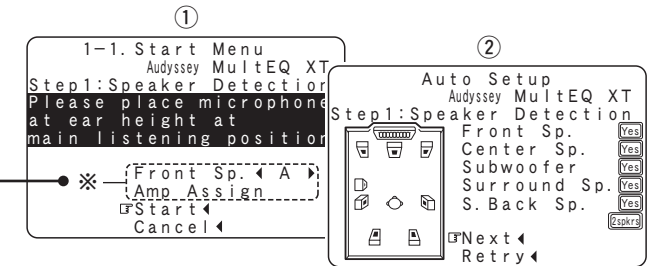 ①
1-1. Start Menu
Audyssey MultEQ XT
Step1:Speaker Detection
Please place microphone
at ear height at
main listening position
※
Front Sp. ◀ A ▶
Amp Assign
☞Start◀
Cancel◀
②
Auto Setup
Audyssey MultEQ XT
Step1:Speaker Detection
Front Sp. Yes
Center Sp. Yes
Subwoofer Yes
Surround Sp. Yes
S. Back Sp. Yes
2spkrs
☞Next◀
Retry◀